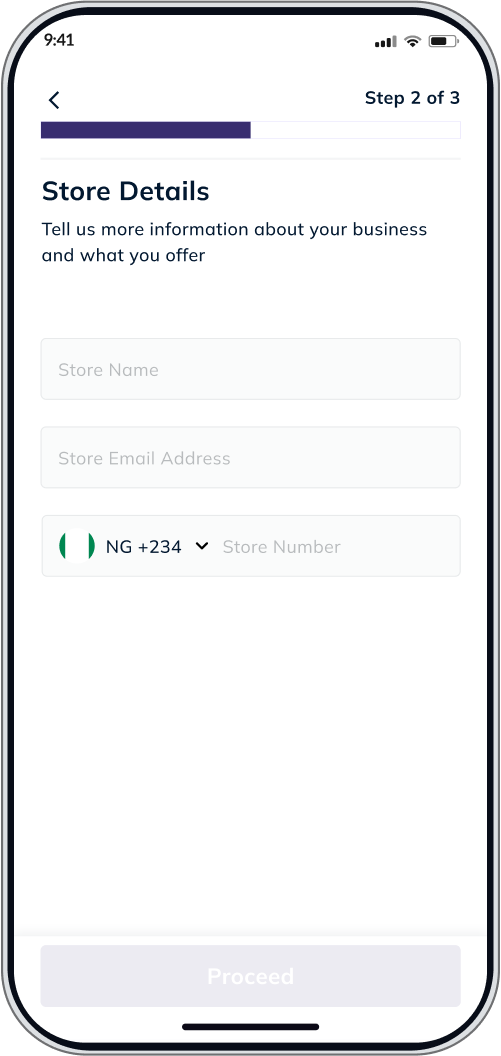 9:41
Step 2 of 3
Store Details
Tell us more information about your business
and what you offer
Store Name
Store Email Address
NG +234 Store Number
Proceed